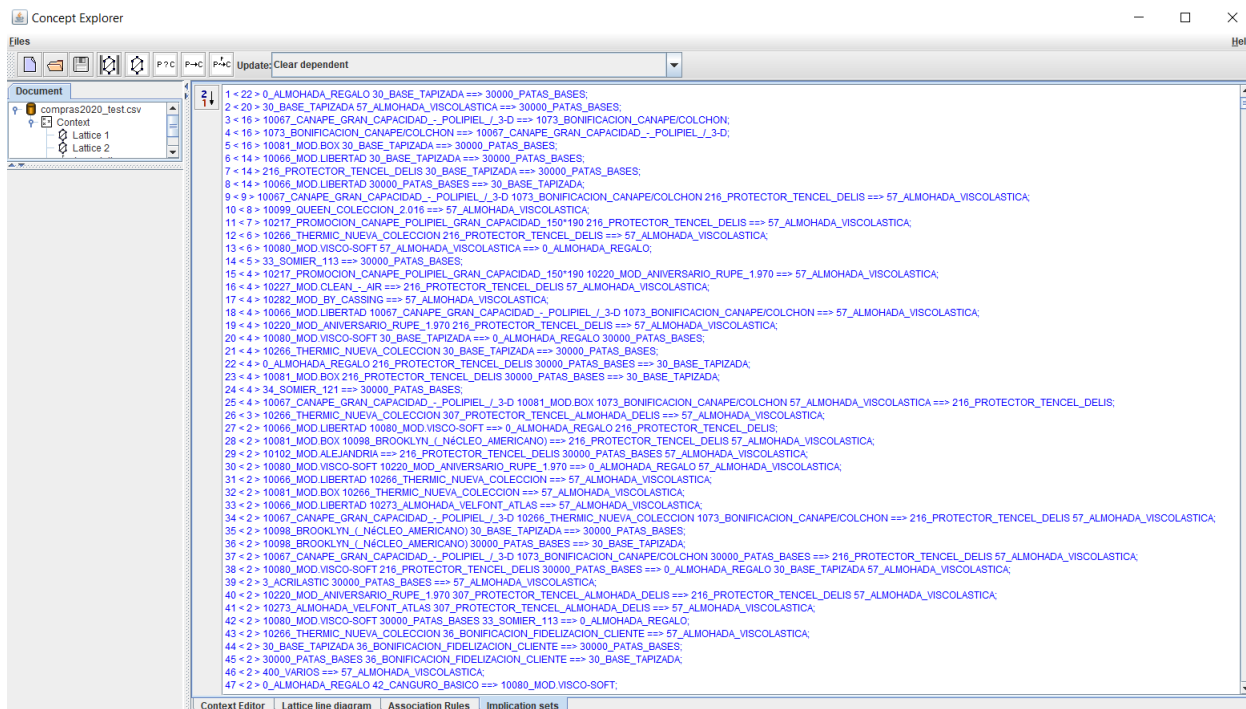 Concept Explorer
Files
Hel
P?C P→C Update: Clear dependent
Document
compras2020_test.csv
Context
Lattice 1
Lattice 2
1 < 22 > 0_ALMOHADA_REGALO 30_BASE_TAPIZADA ==> 30000_PATAS_BASES;
2 < 20 > 30_BASE_TAPIZADA 57_ALMOHADA_VISCOLASTICA ==> 30000_PATAS_BASES;
3 < 16 > 10067_CANAPE_GRAN_CAPACIDAD_-_POLIPIEL_/_3-D ==> 1073_BONIFICACION_CANAPE/COLCHON;
4 < 16 > 1073_BONIFICACION_CANAPE/COLCHON ==> 10067_CANAPE_GRAN_CAPACIDAD_-_POLIPIEL_/_3-D;
5 < 16 > 10081_MOD.BOX 30_BASE_TAPIZADA ==> 30000_PATAS_BASES;
6 < 14 > 10066_MOD.LIBERTAD 30_BASE_TAPIZADA ==> 30000_PATAS_BASES;
7 < 14 > 216_PROTECTOR_TENCEL_DELIS 30_BASE_TAPIZADA ==> 30000_PATAS_BASES;
8 < 14 > 10066_MOD.LIBERTAD 30000_PATAS_BASES ==> 30_BASE_TAPIZADA;
9 < 9 > 10067_CANAPE_GRAN_CAPACIDAD_-_POLIPIEL_/_3-D 1073_BONIFICACION_CANAPE/COLCHON 216_PROTECTOR_TENCEL_DELIS ==> 57_ALMOHADA_VISCOLASTICA;
10 < 8 > 10099_QUEEN_COLECCION_2.016 ==> 57_ALMOHADA_VISCOLASTICA;
11 < 7 > 10217_PROMOCION_CANAPE_POLIPIEL_GRAN_CAPACIDAD_150*190 216_PROTECTOR_TENCEL_DELIS ==> 57_ALMOHADA_VISCOLASTICA;
12 < 6 > 10266_THERMIC_NUEVA_COLECCION 216_PROTECTOR_TENCEL_DELIS ==> 57_ALMOHADA_VISCOLASTICA;
13 < 6 > 10080_MOD.VISCO-SOFT 57_ALMOHADA_VISCOLASTICA ==> 0_ALMOHADA_REGALO;
14 < 5 > 33_SOMIER_113 ==> 30000_PATAS_BASES;
15 < 4 > 10217_PROMOCION_CANAPE_POLIPIEL_GRAN_CAPACIDAD_150*190 10220_MOD_ANIVERSARIO_RUPE_1.970 ==> 57_ALMOHADA_VISCOLASTICA;
16 < 4 > 10227_MOD.CLEAN_-_AIR ==> 216_PROTECTOR_TENCEL_DELIS 57_ALMOHADA_VISCOLASTICA;
17 < 4 > 10282_MOD_BY_CASSING ==> 57_ALMOHADA_VISCOLASTICA;
18 < 4 > 10066_MOD.LIBERTAD 10067_CANAPE_GRAN_CAPACIDAD_-_POLIPIEL_/_3-D 1073_BONIFICACION_CANAPE/COLCHON ==> 57_ALMOHADA_VISCOLASTICA;
19 < 4 > 10220_MOD_ANIVERSARIO_RUPE_1.970 216_PROTECTOR_TENCEL_DELIS ==> 57_ALMOHADA_VISCOLASTICA;
20 < 4 > 10080_MOD.VISCO-SOFT 30_BASE_TAPIZADA ==> 0_ALMOHADA_REGALO 30000_PATAS_BASES;
21 < 4 > 10266_THERMIC_NUEVA_COLECCION 30_BASE_TAPIZADA ==> 30000_PATAS_BASES;
22 < 4 > 0_ALMOHADA_REGALO 216_PROTECTOR_TENCEL_DELIS 30000_PATAS_BASES ==> 30_BASE_TAPIZADA;
23 < 4 > 10081_MOD.BOX 216_PROTECTOR_TENCEL_DELIS 30000_PATAS_BASES ==> 30_BASE_TAPIZADA;
24 < 4 > 34_SOMIER_121 ==> 30000_PATAS_BASES;
25 < 4 > 10067_CANAPE_GRAN_CAPACIDAD_-_POLIPIEL_/_3-D 10081_MOD.BOX 1073_BONIFICACION_CANAPE/COLCHON 57_ALMOHADA_VISCOLASTICA ==> 216_PROTECTOR_TENCEL_DELIS;
26 < 3 > 10266_THERMIC_NUEVA_COLECCION 307_PROTECTOR_TENCEL_ALMOHADA_DELIS ==> 57_ALMOHADA_VISCOLASTICA;
27 < 2 > 10066_MOD.LIBERTAD 10080_MOD.VISCO-SOFT ==> 0_ALMOHADA_REGALO 216_PROTECTOR_TENCEL_DELIS;
28 < 2 > 10081_MOD.BOX 10098_BROOKLYN_(_NéCLEO_AMERICANO) ==> 216_PROTECTOR_TENCEL_DELIS 57_ALMOHADA_VISCOLASTICA;
29 < 2 > 10102_MOD.ALEJANDRIA ==> 216_PROTECTOR_TENCEL_DELIS 30000_PATAS_BASES 57_ALMOHADA_VISCOLASTICA;
30 < 2 > 10080_MOD.VISCO-SOFT 10220_MOD_ANIVERSARIO_RUPE_1.970 ==> 0_ALMOHADA_REGALO 57_ALMOHADA_VISCOLASTICA;
31 < 2 > 10066_MOD.LIBERTAD 10266_THERMIC_NUEVA_COLECCION ==> 57_ALMOHADA_VISCOLASTICA;
32 < 2 > 10081_MOD.BOX 10266_THERMIC_NUEVA_COLECCION ==> 57_ALMOHADA_VISCOLASTICA;
33 < 2 > 10066_MOD.LIBERTAD 10273_ALMOHADA_VELFONT_ATLAS ==> 57_ALMOHADA_VISCOLASTICA;
34 < 2 > 10067_CANAPE_GRAN_CAPACIDAD_-_POLIPIEL_/_3-D 10266_THERMIC_NUEVA_COLECCION 1073_BONIFICACION_CANAPE/COLCHON ==> 216_PROTECTOR_TENCEL_DELIS 57_ALMOHADA_VISCOLASTICA;
35 < 2 > 10098_BROOKLYN_(_NéCLEO_AMERICANO) 30_BASE_TAPIZADA ==> 30000_PATAS_BASES;
36 < 2 > 10098_BROOKLYN_(_NéCLEO_AMERICANO) 30000_PATAS_BASES ==> 30_BASE_TAPIZADA;
37 < 2 > 10067_CANAPE_GRAN_CAPACIDAD_-_POLIPIEL_/_3-D 1073_BONIFICACION_CANAPE/COLCHON 30000_PATAS_BASES ==> 216_PROTECTOR_TENCEL_DELIS 57_ALMOHADA_VISCOLASTICA;
38 < 2 > 10080_MOD.VISCO-SOFT 216_PROTECTOR_TENCEL_DELIS 30000_PATAS_BASES ==> 0_ALMOHADA_REGALO 30_BASE_TAPIZADA 57_ALMOHADA_VISCOLASTICA;
39 < 2 > 3_ACRILASTIC 30000_PATAS_BASES ==> 57_ALMOHADA_VISCOLASTICA;
40 < 2 > 10220_MOD_ANIVERSARIO_RUPE_1.970 307_PROTECTOR_TENCEL_ALMOHADA_DELIS ==> 216_PROTECTOR_TENCEL_DELIS 57_ALMOHADA_VISCOLASTICA;
41 < 2 > 10273_ALMOHADA_VELFONT_ATLAS 307_PROTECTOR_TENCEL_ALMOHADA_DELIS ==> 57_ALMOHADA_VISCOLASTICA;
42 < 2 > 10080_MOD.VISCO-SOFT 30000_PATAS_BASES 33_SOMIER_113 ==> 0_ALMOHADA_REGALO;
43 < 2 > 10266_THERMIC_NUEVA_COLECCION 36_BONIFICACION_FIDELIZACION_CLIENTE ==> 57_ALMOHADA_VISCOLASTICA;
44 < 2 > 30_BASE_TAPIZADA 36_BONIFICACION_FIDELIZACION_CLIENTE ==> 30000_PATAS_BASES;
45 < 2 > 30000_PATAS_BASES 36_BONIFICACION_FIDELIZACION_CLIENTE ==> 30_BASE_TAPIZADA;
46 < 2 > 400_VARIOS ==> 57_ALMOHADA_VISCOLASTICA;
47 < 2 > 0_ALMOHADA_REGALO 42_CANGURO_BASICO ==> 10080_MOD.VISCO-SOFT;
Context Editor Lattice line diagram Association Rules Implication sets